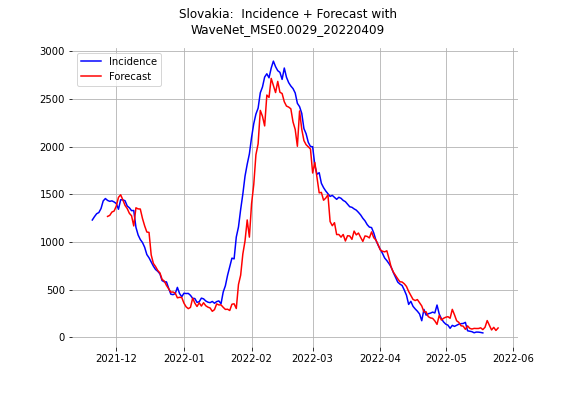 Slovakia:  Incidence + Forecast with
WaveNet_MSE0.0029_20220409
Incidence
Forecast
3000
2500
2000
1500
1000
500
0
2021-12 2022-01 2022-02 2022-03 2022-04 2022-05 2022-06